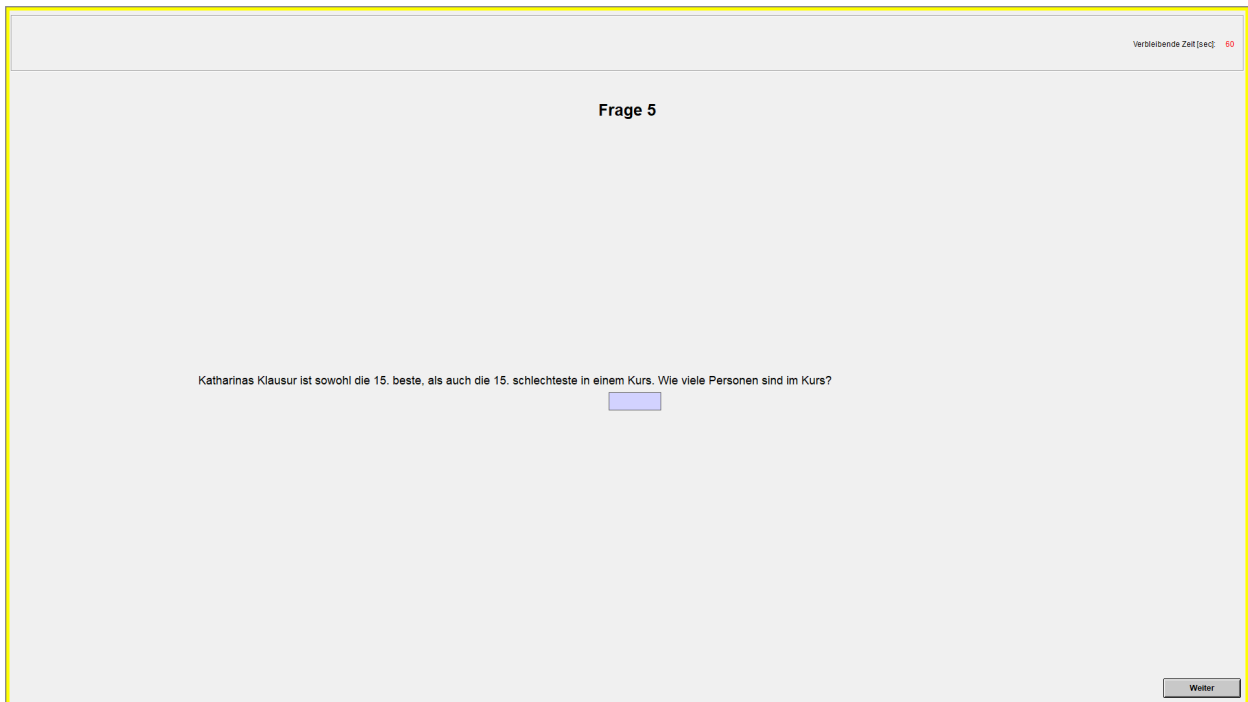 Verbleibende Zeit [sec]: 60
Frage 5
Katharinas Klausur ist sowohl die 15. beste, als auch die 15. schlechteste in einem Kurs. Wie viele Personen sind im Kurs?
Weiter